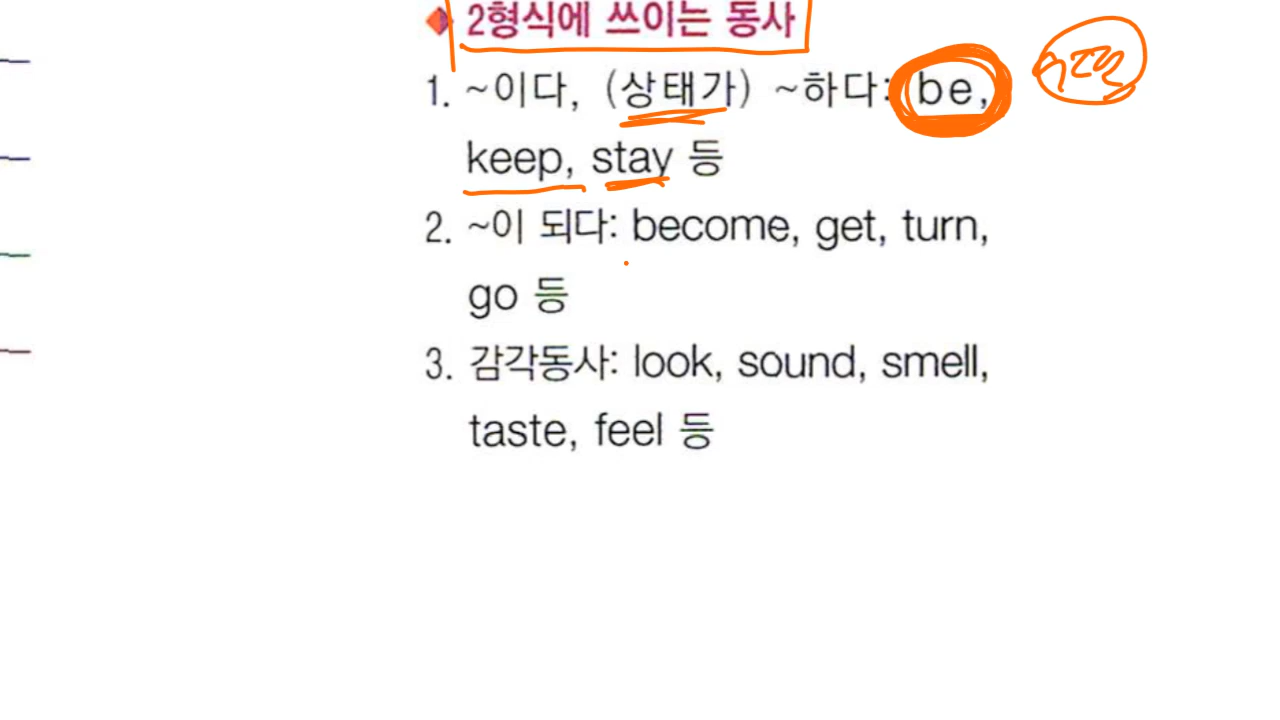 2형식에 쓰이는 동사
1. ~이다, (상태가) ~하다: be,
keep, stay 등
2. ~이 되다: become, get, turn,
go 등
3. 감각동사: look, sound, smell,
taste, feel 등